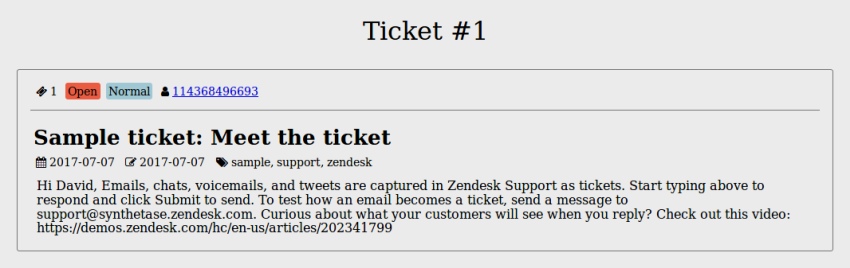 Ticket #1
1 Open Normal 114368496693
Sample ticket: Meet the ticket
2017-07-07 2017-07-07 sample, support, zendesk
Hi David, Emails, chats, voicemails, and tweets are captured in Zendesk Support as tickets. Start typing above to
respond and click Submit to send. To test how an email becomes a ticket, send a message to
support@synthetase.zendesk.com. Curious about what your customers will see when you reply? Check out this video:
https://demos.zendesk.com/hc/en-us/articles/202341799